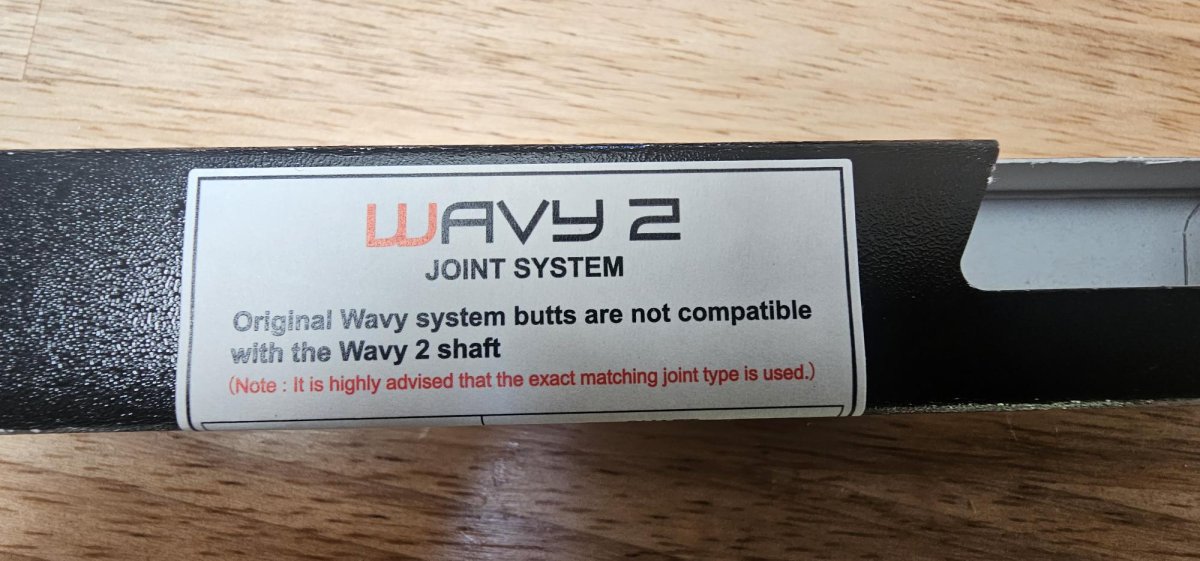 WAVY 2
JOINT SYSTEM
Original Wavy system butts are not compatible
with the Wavy 2 shaft
(Note : It is highly advised that the exact matching joint type is used.)